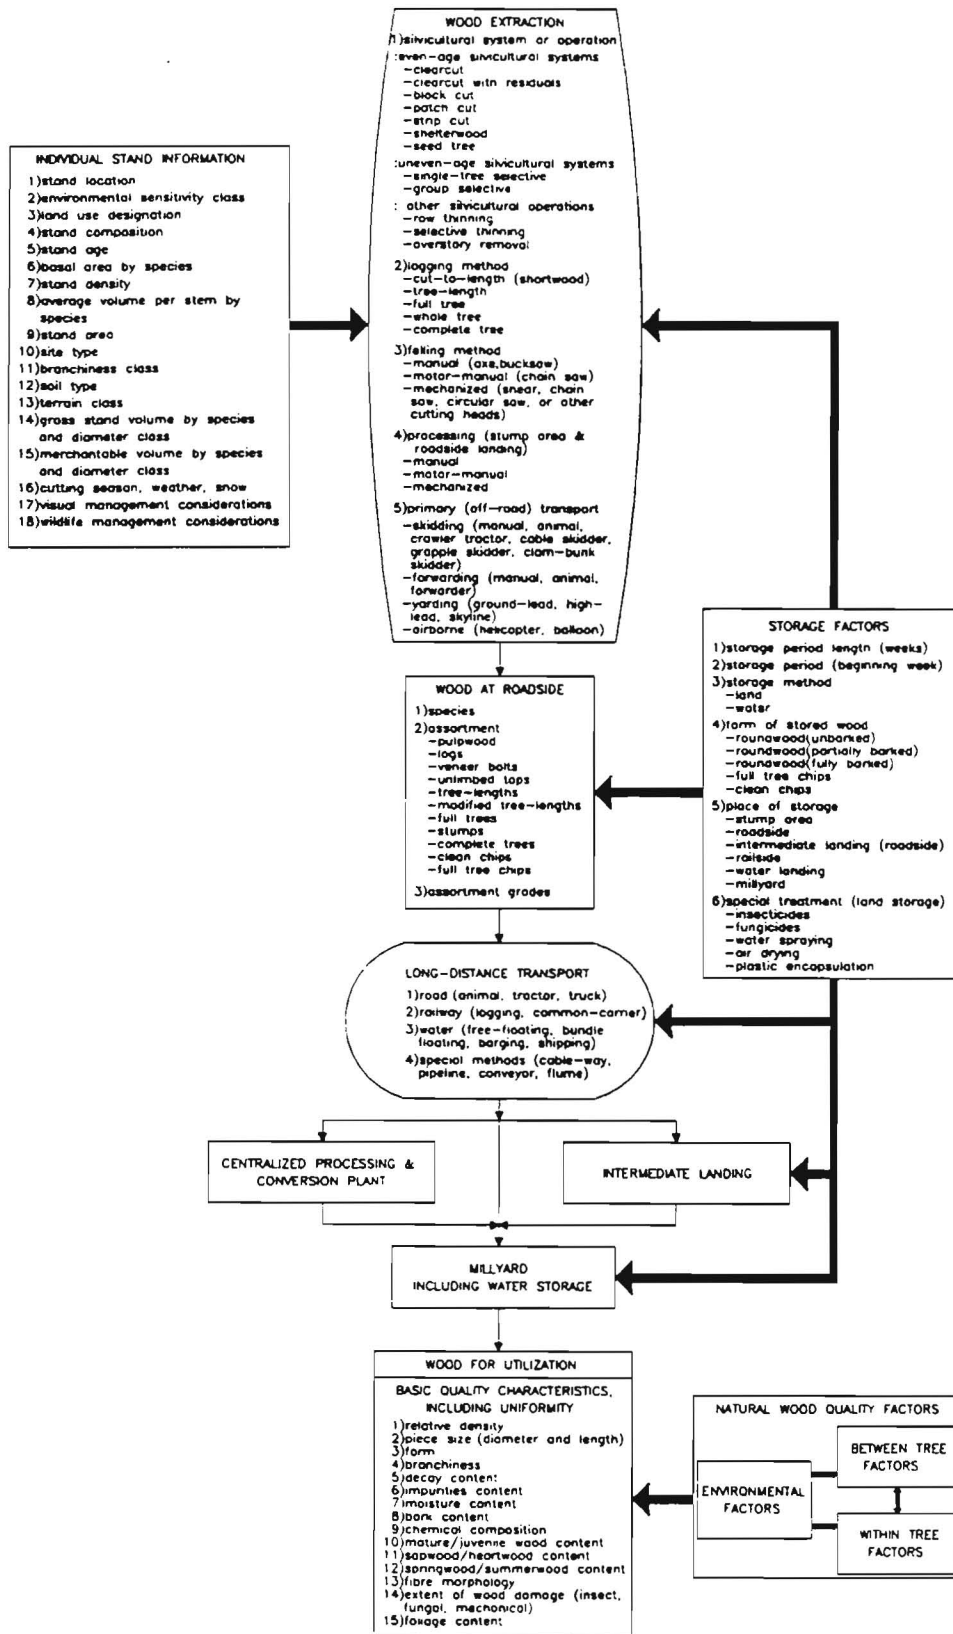 WOOD EXTRACTION
1)silvicultural system or operation
:even-age silvicultural systems
-clearcut
-clearcut with residuals
-block cut
-patch cut
-strip cut
-shelterwood
-seed tree
:uneven-age silvicultural systems
-single-tree selective
-group selective
: other silvicultural operations
-row thinning
-selective thinning
-overstory removal
2)logging method
-cut-to-length (shortwood)
-tree-length
-full tree
-whole tree
-complete tree
3)felling method
-manual (axe,bucksaw)
-motor-manual (chain saw)
-mechanized (shear, chain
saw, circular saw, or other
cutting heads)
4)processing (stump area &
roadside landing)
-manual
-motor-manual
-mechanized
5)primary (off-road) transport
-skidding (manual, animal,
crawler tractor, cable skidder,
grapple skidder, clam-bunk
skidder)
-forwarding (manual, animal,
forwarder)
-yarding (ground-lead, high-
lead, skyline)
-airborne (helicopter, balloon)
INDIVIDUAL STAND INFORMATION
1)stand location
2)environmental sensitivity class
3)land use designation
4)stand composition
5)stand age
6)basal area by species
7)stand density
8)average volume per stem by
species
9)stand area
10)site type
11)branchiness class
12)soil type
13)terrain class
14)gross stand volume by species
and diameter class
15)merchantable volume by species
and diameter class
16)cutting season, weather, snow
17)visual management considerations
18)wildlife management considerations
STORAGE FACTORS
1)storage period length (weeks)
2)storage period (beginning week)
3)storage method
-land
-water
4)form of stored wood
-roundwood(unbarked)
-roundwood(partially barked)
-roundwood(fully barked)
-full tree chips
-clean chips
5)place of storage
-stump area
-roadside
-intermediate landing (roadside)
-railside
-water landing
-millyard
6)special treatment (land storage)
-insecticides
-fungicides
-water spraying
-air drying
-plastic encapsulation
WOOD AT ROADSIDE
1)species
2)assortment
-pulpwood
-logs
-veneer bolts
-unlimbed tops
-tree-lengths
-modified tree-lengths
-full trees
-stumps
-complete trees
-clean chips
-full tree chips
3)assortment grades
LONG-DISTANCE TRANSPORT
1)road (animal, tractor, truck)
2)railway (logging, common-carrier)
3)water (free-floating, bundle
floating, barging, shipping)
4)special methods (cable-way,
pipeline, conveyor, flume)
CENTRALIZED PROCESSING &
CONVERSION PLANT
INTERMEDIATE LANDING
MILLYARD
INCLUDING WATER STORAGE
WOOD FOR UTILIZATION
BASIC QUALITY CHARACTERISTICS,
INCLUDING UNIFORMITY
1)relative density
2)piece size (diameter and length)
3)form
4)branchiness
5)decay content
6)impurities content
7)moisture content
8)bark content
9)chemical composition
10)mature/juvenile wood content
11)sapwood/heartwood content
12)springwood/summerwood content
13)fibre morphology
14)extent of wood damage (insect,
fungal, mechanical)
15)foliage content
NATURAL WOOD QUALITY FACTORS
ENVIRONMENTAL
FACTORS
BETWEEN TREE
FACTORS
WITHIN TREE
FACTORS